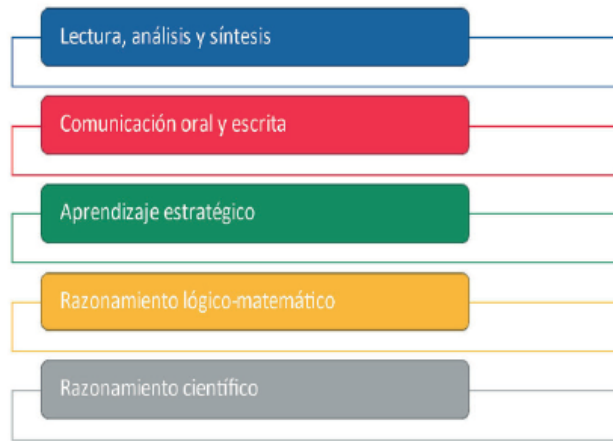 Lectura, análisis y síntesis
Comunicación oral y escrita
Aprendizaje estratégico
Razonamiento lógico-matemático
Razonamiento científico